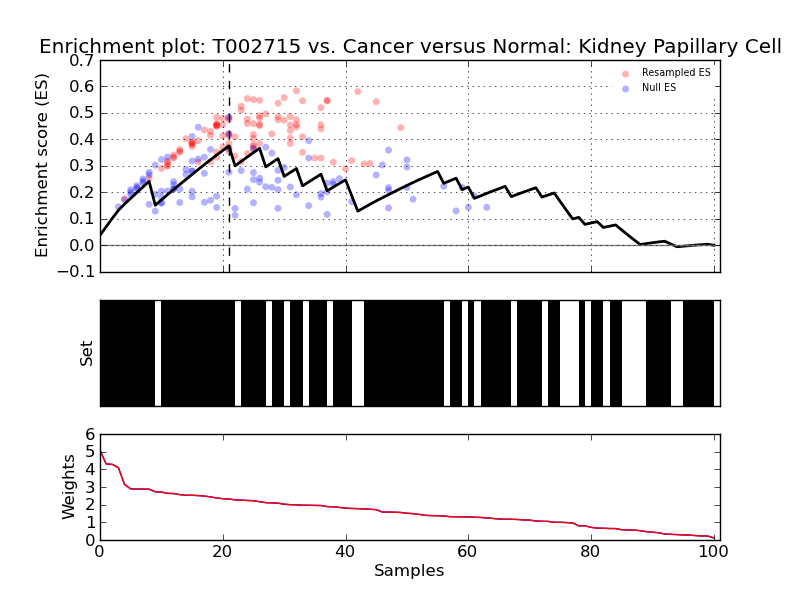 Enrichment plot: T002715 vs. Cancer versus Normal: Kidney Papillary Cell
0.7
0.6
0.5
0.4
0.3
0.2
0.1
0.0
−0.1
Enrichment score (ES)
Resampled ES
Null ES
Set
6
5
4
3
2
1
0
Weights
0 20 40 60 80 100
Samples